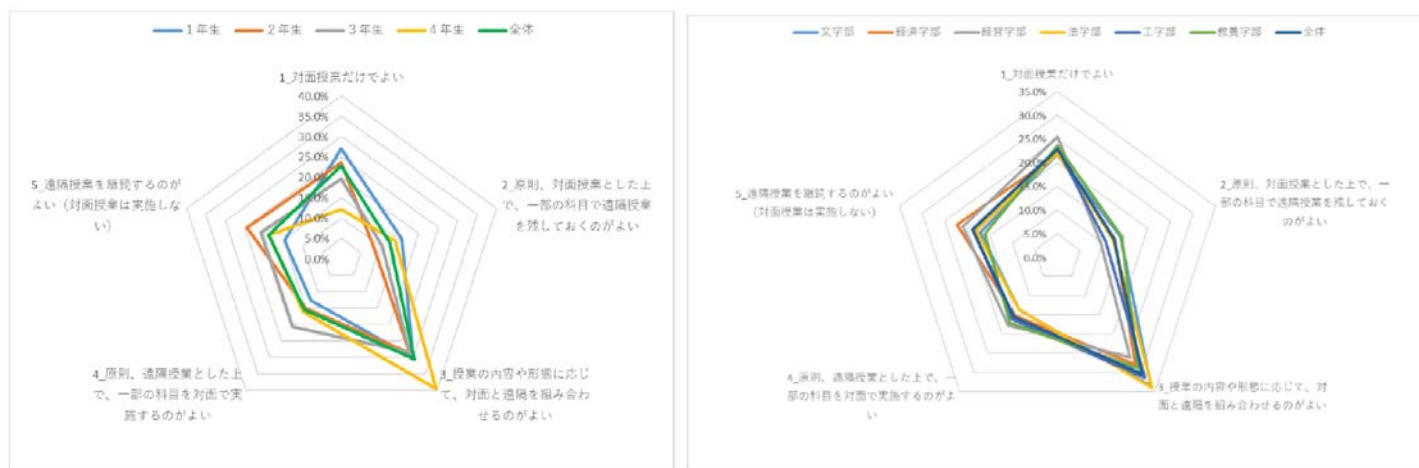 1年生 2年生 3年生 4年生 全体
1_対面授業だけでよい
40.0%
35.0%
30.0%
25.0%
20.0%
15.0%
10.0%
5.0%
0.0%
2_原則、対面授業とした上
で、一部の科目で遠隔授業
を残しておくのがよい
3_授業の内容や形態に応じ
て、対面と遠隔を組み合わ
せるのがよい
4_原則、遠隔授業とした上
で、一部の科目を対面で実
施するのがよい
5_遠隔授業を継続するのが
よい（対面授業は実施しな
い）
文学部 経済学部 経営学部 法学部 工学部 教養学部 全体
1_対面授業だけでよい
35.0%
30.0%
25.0%
20.0%
15.0%
10.0%
5.0%
0.0%
2_原則、対面授業とした上で、一
部の科目で遠隔授業を残しておく
のがよい
3_授業の内容や形態に応じて、対
面と遠隔を組み合わせるのがよい
4_原則、遠隔授業とした上で、一
部の科目を対面で実施するのがよ
い
5_遠隔授業を継続するのがよい
（対面授業は実施しない）